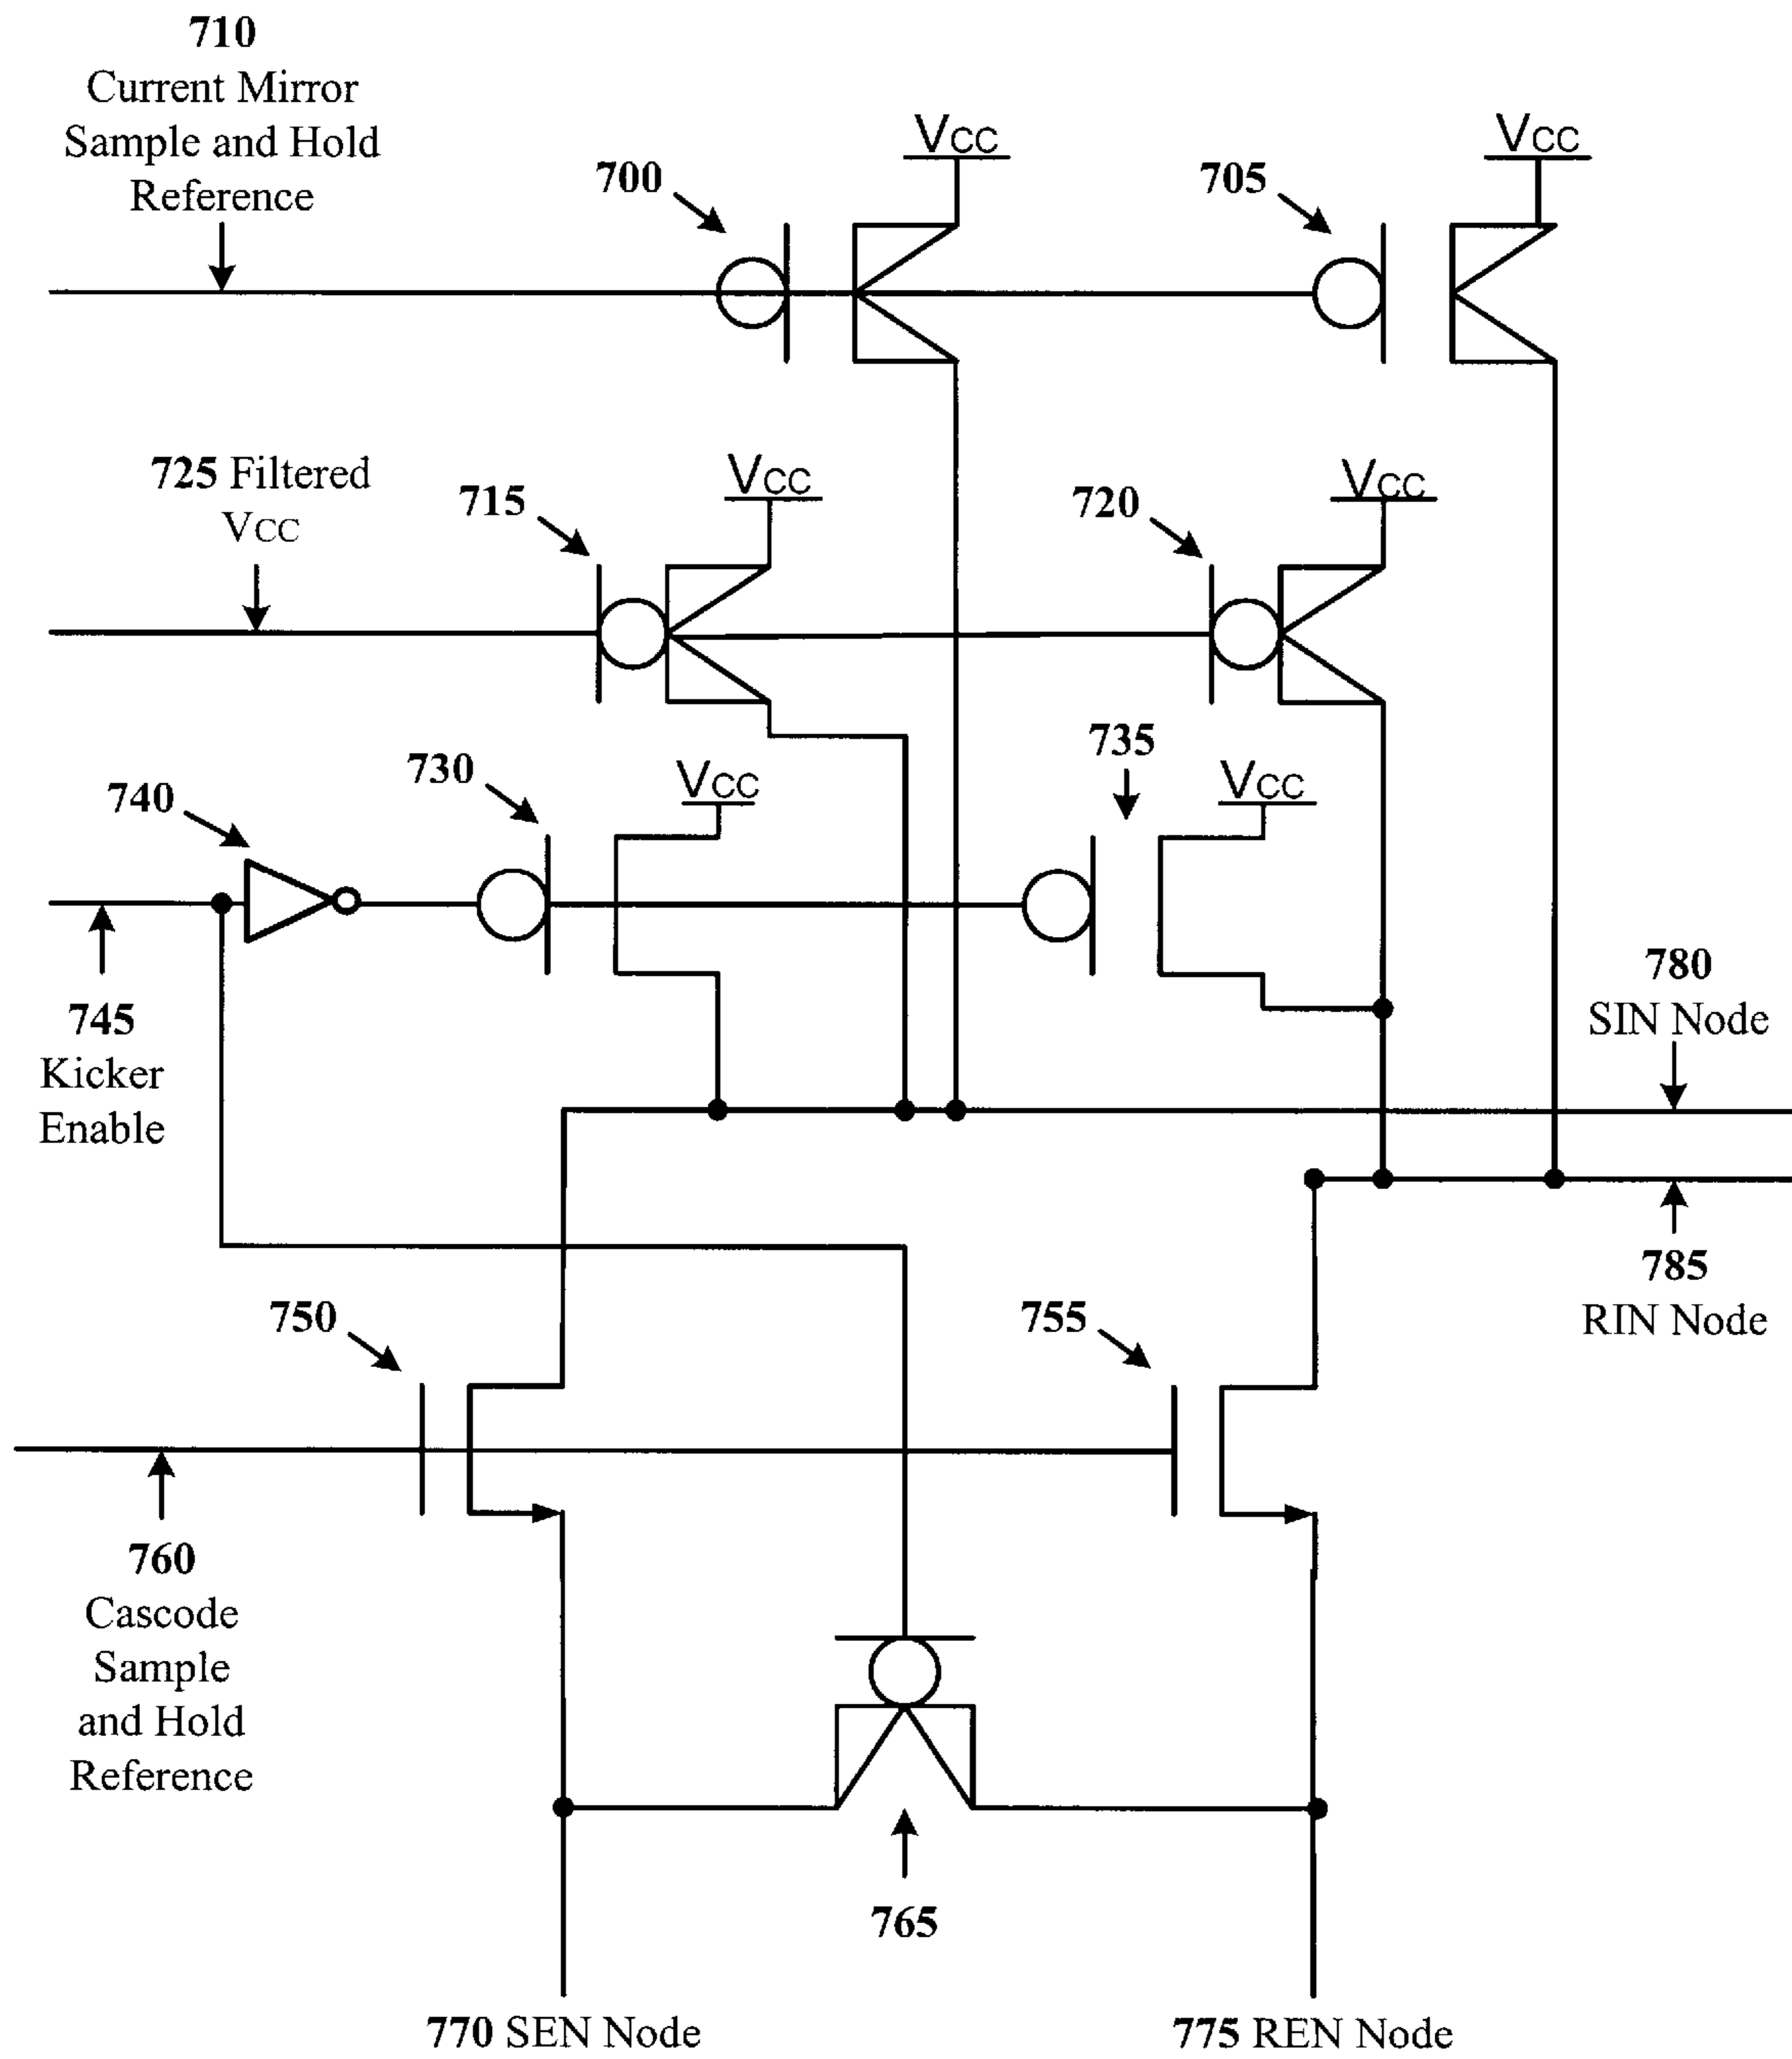 710
Current Mirror
Sample and Hold
Reference
700
VCC
705
VCC
725 Filtered
VCC
715
VCC
720
VCC
740
730
VCC
735
VCC
745
Kicker
Enable
780
SIN Node
785
RIN Node
750
755
760
Cascode
Sample
and Hold
Reference
765
770 SEN Node
775 REN Node